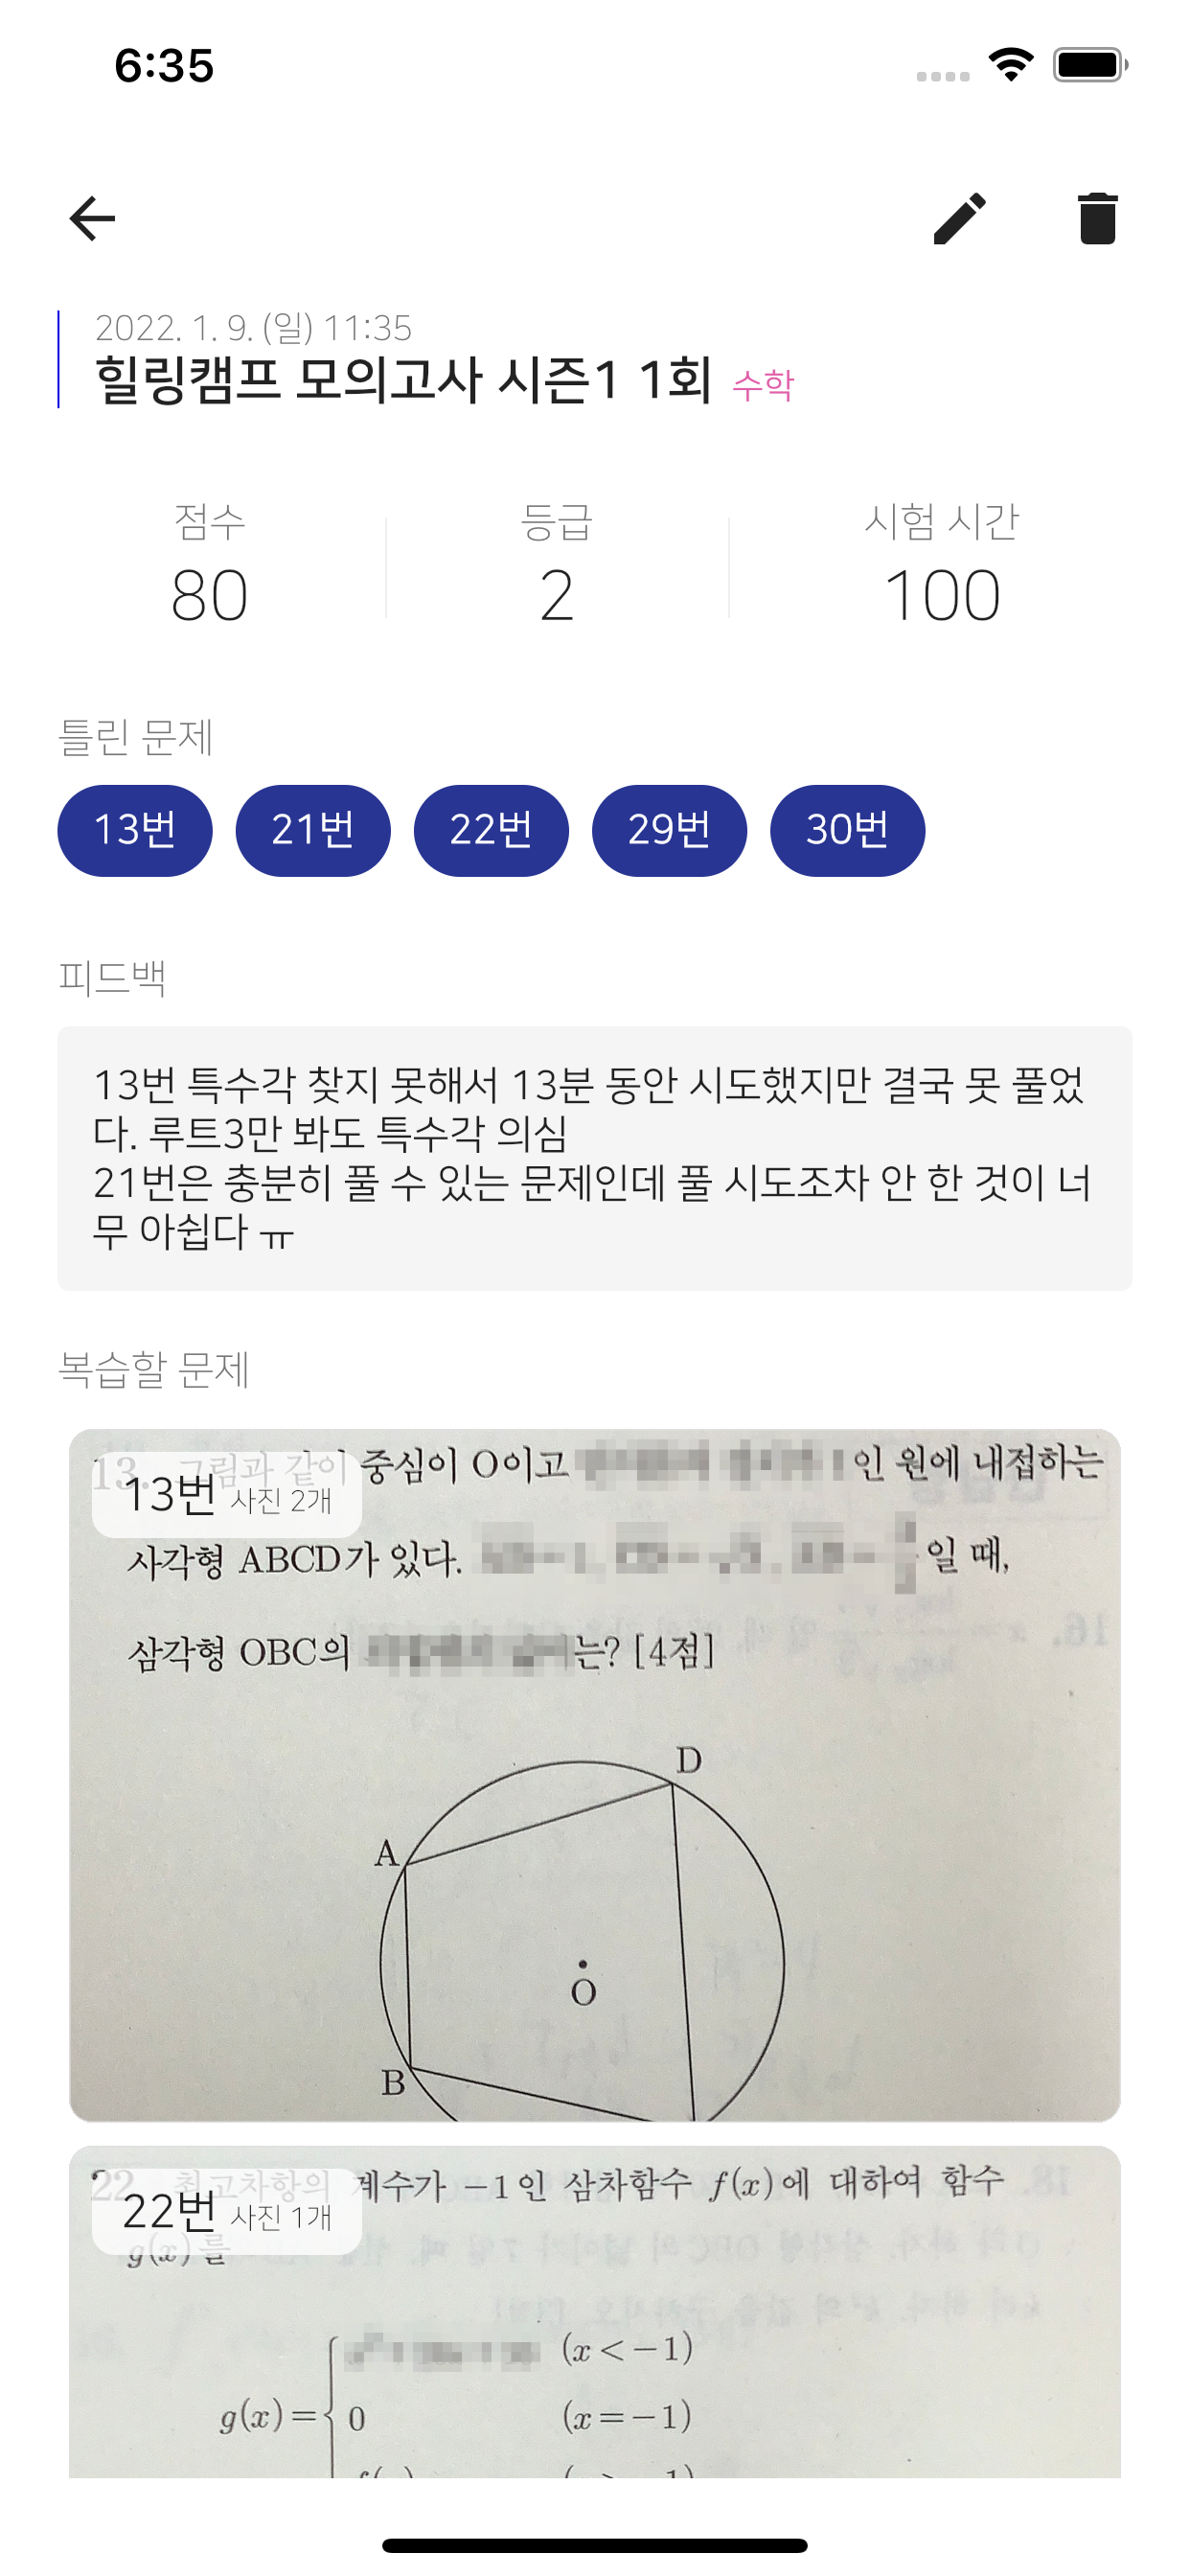 6:35
2022. 1. 9. (일) 11:35
힐링캠프 모의고사 시즌1 1회 수학
점수 등급 시험 시간
80 2 100
틀린 문제
13번 21번 22번 29번 30번
피드백
13번 특수각 찾지 못해서 13분 동안 시도했지만 결국 못 풀었
다. 루트3만 봐도 특수각 의심
21번은 충분히 풀 수 있는 문제인데 풀 시도조차 안 한 것이 너
무 아쉽다 ㅠ
복습할 문제
13. 그림과 같이 중심이 O이고 인 원에 내접하는
13번 사진 2개
사각형 ABCD가 있다. 일 때,
삼각형 OBC의 는? [4점]
D
A
O
B
22 최고차항의 계수가 -1인 삼차함수 f(x)에 대하여 함수
22번 사진 1개
g(x)를
(x<-1)
g(x)= 0 (x=-1)